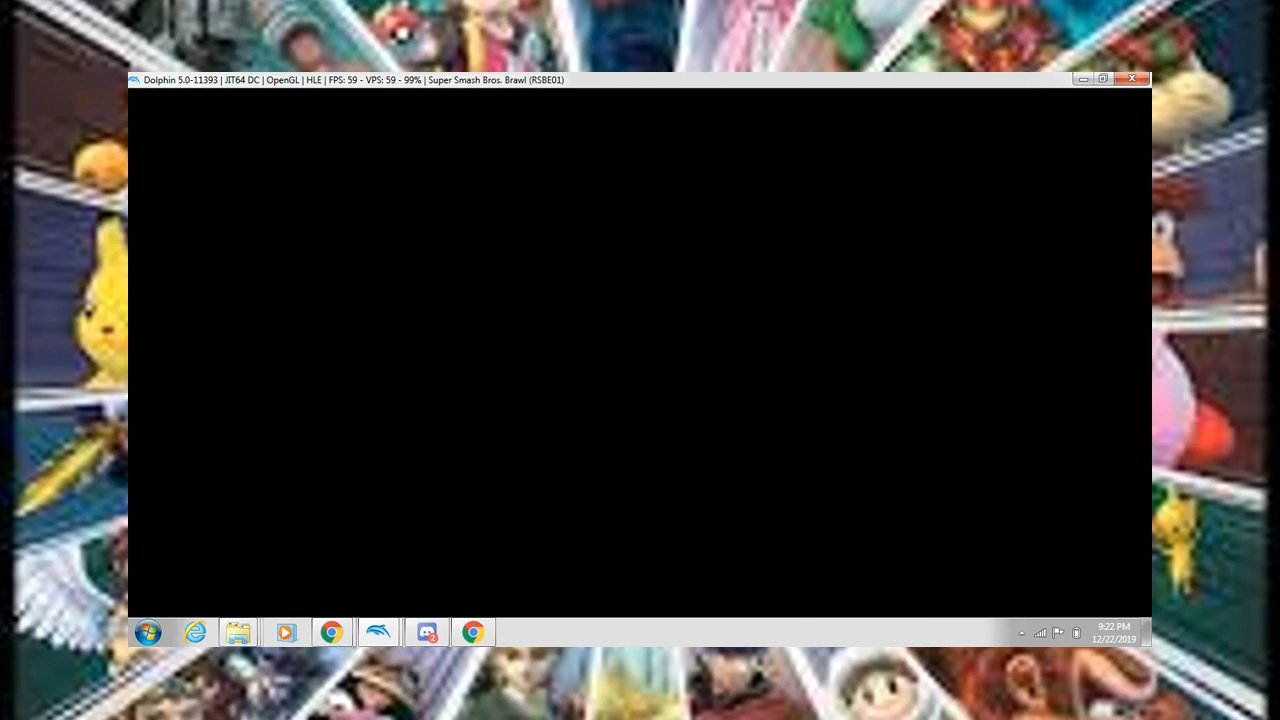 Dolphin 5.0-11393 | JIT64 DC | OpenGL | HLE | FPS: 59 - VPS: 59 - 99% | Super Smash Bros. Brawl (RSBE01)
2
9:22 PM
12/22/2019